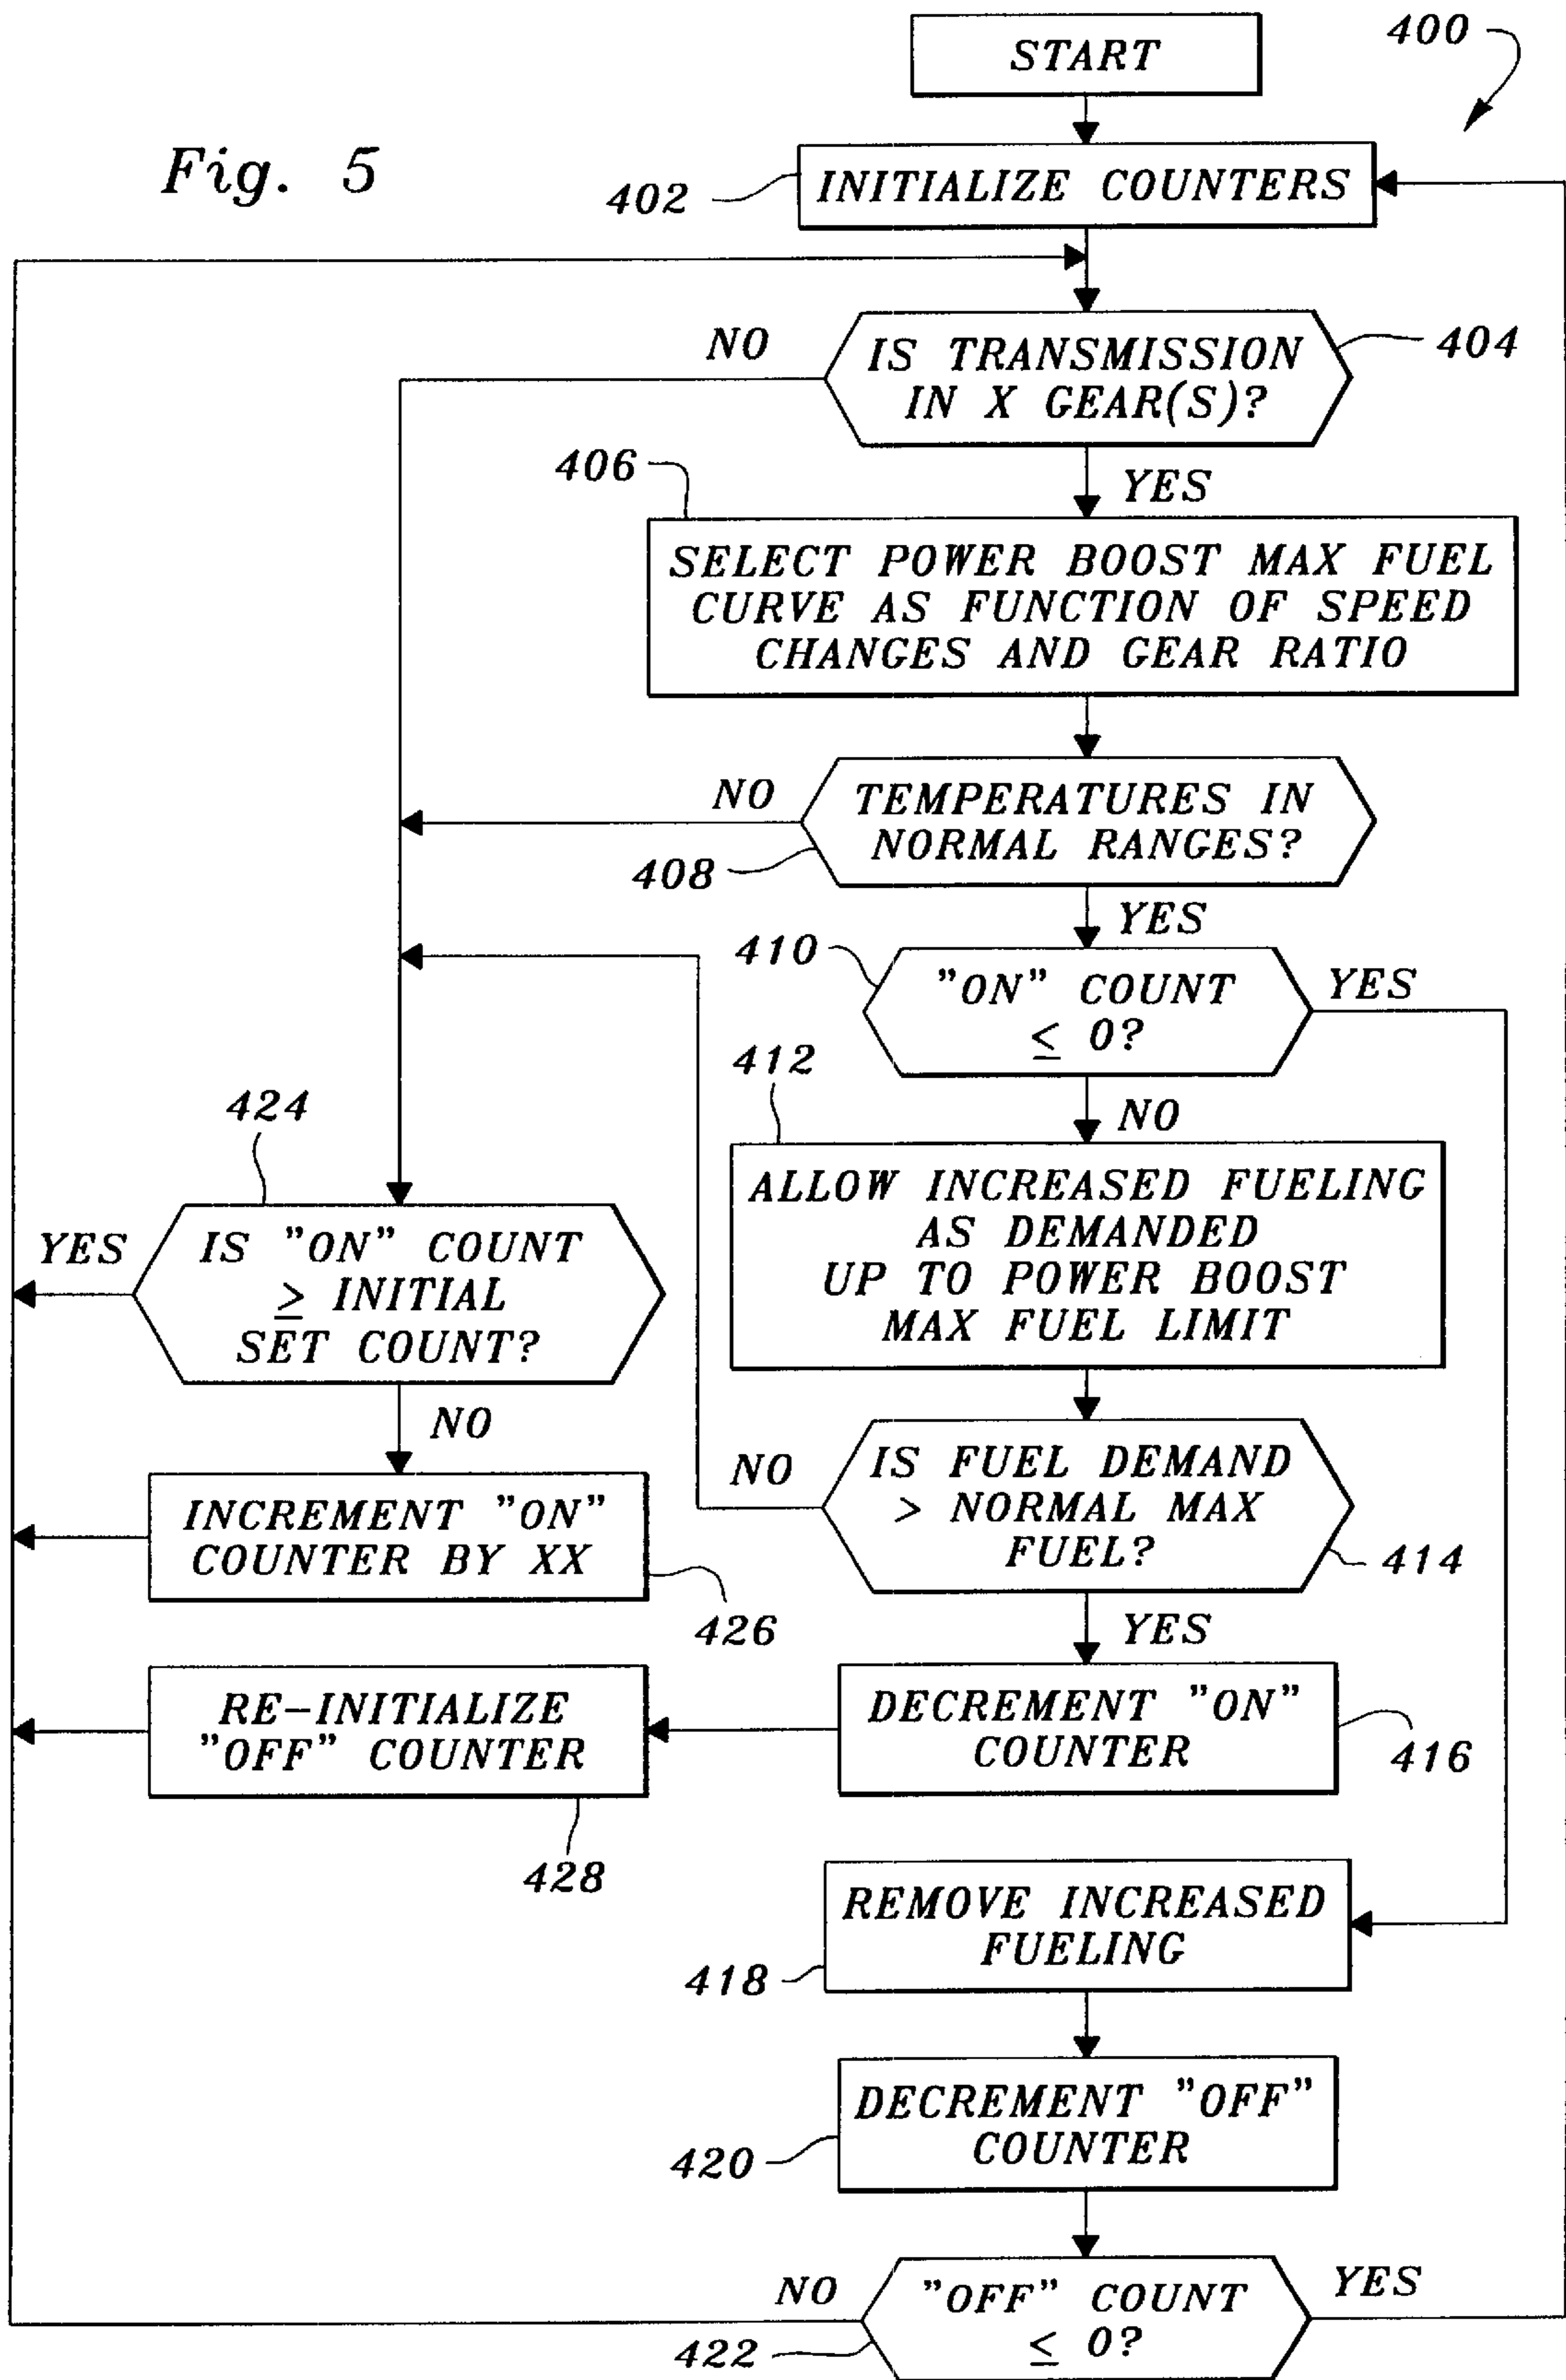 START
400
Fig. 5
402
INITIALIZE COUNTERS
NO
IS TRANSMISSION
IN X GEAR(S)?
404
406
YES
SELECT POWER BOOST MAX FUEL
CURVE AS FUNCTION OF SPEED
CHANGES AND GEAR RATIO
NO
TEMPERATURES IN
NORMAL RANGES?
408
YES
410
"ON" COUNT
≤ 0?
YES
412
NO
ALLOW INCREASED FUELING
AS DEMANDED
UP TO POWER BOOST
MAX FUEL LIMIT
424
YES
IS "ON" COUNT
≥ INITIAL
SET COUNT?
NO
NO
IS FUEL DEMAND
> NORMAL MAX
FUEL?
414
INCREMENT "ON"
COUNTER BY XX
426
YES
RE-INITIALIZE
"OFF" COUNTER
428
DECREMENT "ON"
COUNTER
416
REMOVE INCREASED
FUELING
418
DECREMENT "OFF"
COUNTER
420
NO
"OFF" COUNT
≤ 0?
YES
422